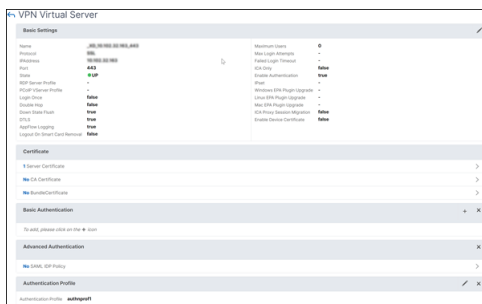 VPN Virtual Server
Basic Settings
Name
Protocol SSL
IPAddress
Port 443
State UP
RDP Server Profile -
PCoIP VServer Profile -
Login Once false
Double Hop false
Down State Flush true
DTLS true
AppFlow Logging true
Logout On Smart Card Removal false
Maximum Users 0
Max Login Attempts -
Failed Login Timeout -
ICA Only false
Enable Authentication true
IPset -
Windows EPA Plugin Upgrade -
Linux EPA Plugin Upgrade -
Mac EPA Plugin Upgrade -
ICA Proxy Session Migration false
Enable Device Certificate false
Certificate
1 Server Certificate
No CA Certificate
No BundleCertificate
Basic Authentication
To add, please click on the + icon
Advanced Authentication
No SAML IDP Policy
Authentication Profile
Authentication Profile authnprof1